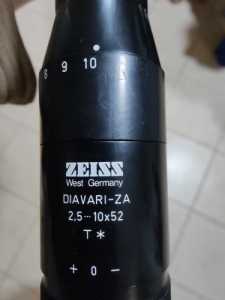 8 9 10
ZEISS
West Germany
DIAVARI-ZA
2,5···10x52
T*
+ 0 -